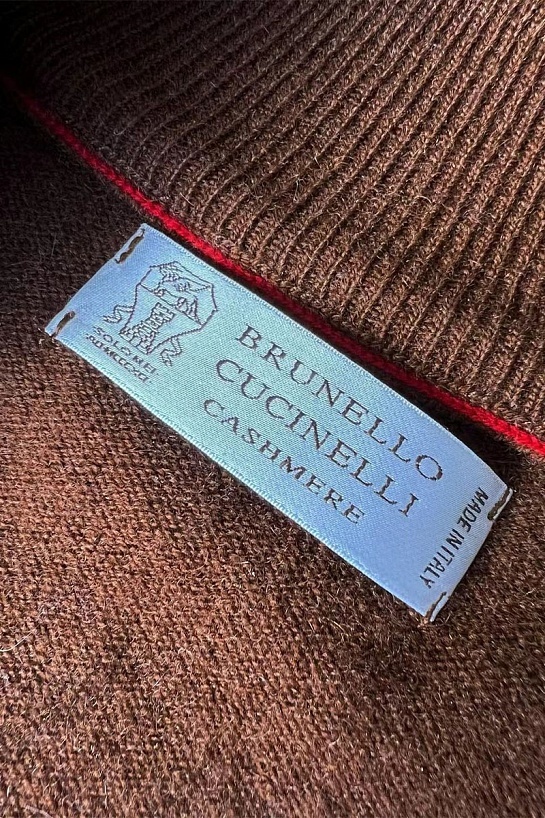 SOLOMEI
BRUNELLO
CUCINELLI
CASHMERE
MADE IN ITALY